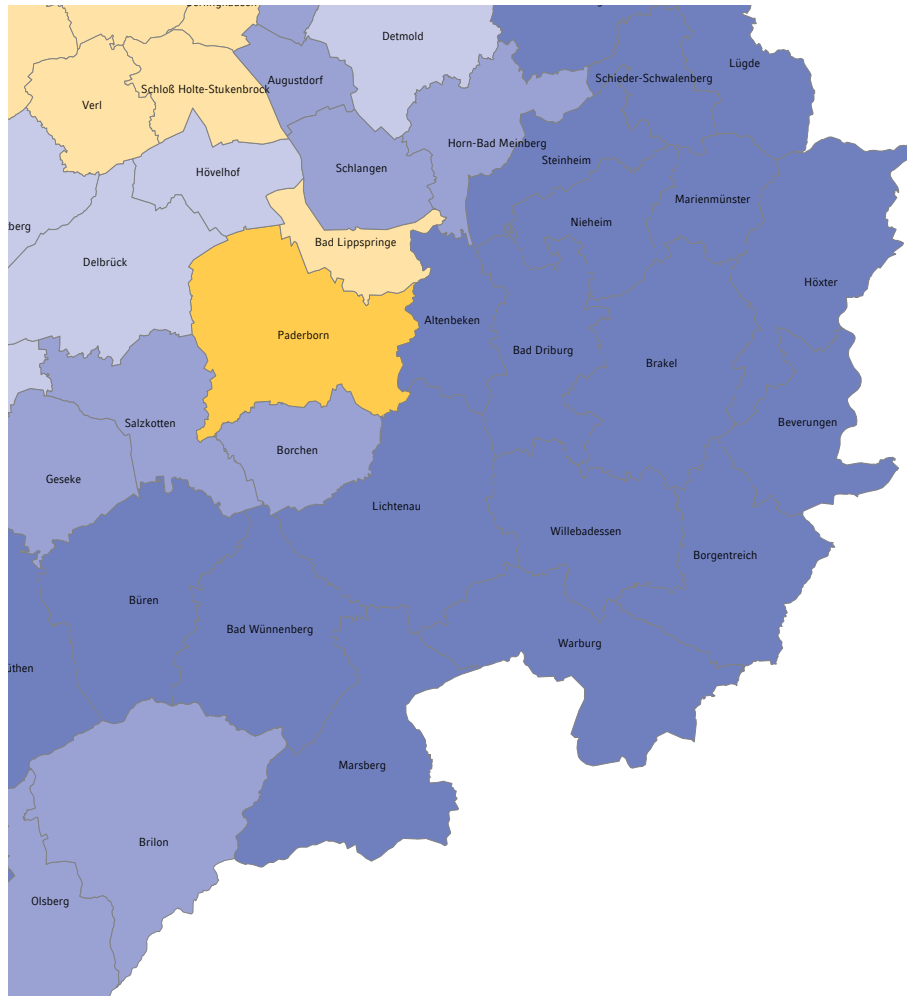 Detmold
Lügde
Schieder-Schwalenberg
Augustdorf
Schloß Holte-Stukenbrock
Verl
Horn-Bad Meinberg
Steinheim
Schlangen
Hövelhof
Marienmünster
Nieheim
berg
Bad Lippspringe
Delbrück
Höxter
Altenbeken
Paderborn
Bad Driburg
Brakel
Salzkotten
Beverungen
Borchen
Geseke
Lichtenau
Willebadessen
Borgentreich
Büren
Bad Wünnenberg
Warburg
üthen
Marsberg
Brilon
Olsberg